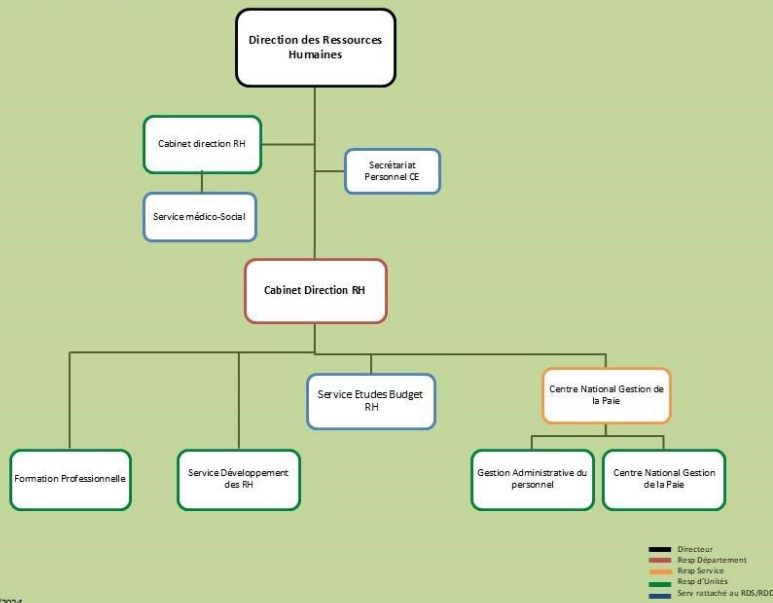 Direction des Ressources
Humaines
Cabinet direction RH
Secrétariat
Personnel CE
Service médico-Social
Cabinet Direction RH
Service Etudes Budget
RH
Centre National Gestion de
la Paie
Formation Professionnelle
Service Développement
des RH
Gestion Administrative du
personnel
Centre National Gestion
de la Paie
Directeur
Resp Département
Resp Service
Resp d'Unités
Serv rattaché au RDS/RDD
/2024